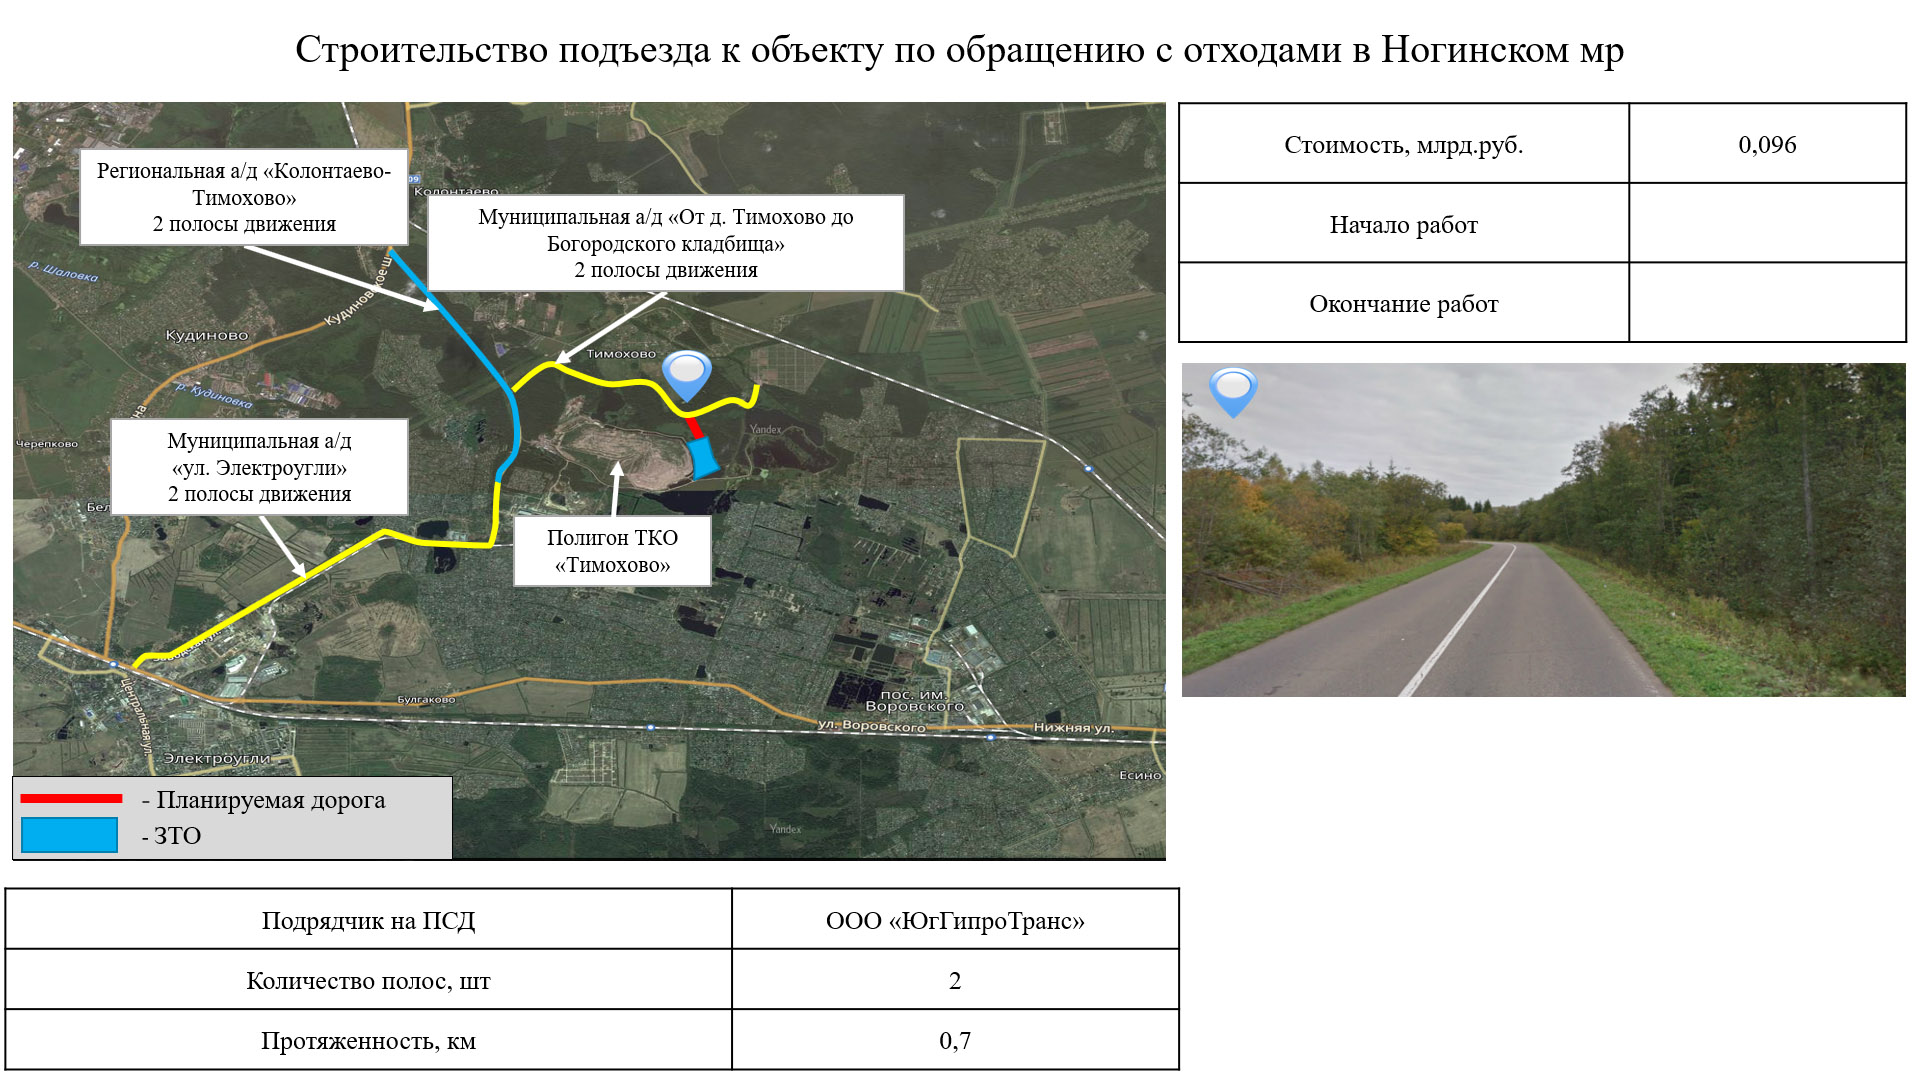 Строительство подъезда к объекту по обращению с отходами в Ногинском мр
Региональная а/д «Колонтаево-
Тимохово»
2 полосы движения
Колонтаево
Муниципальная а/д «От д. Тимохово до
Богородского кладбища»
2 полосы движения
р. Шаловка
Кудиновское ш
Кудиново
Тимохово
р. Кудиновка
Черепково
Yandex
Муниципальная а/д
«ул. Электроугли»
2 полосы движения
Полигон ТКО
«Тимохово»
Центральная ул.
Булгаково
пос. им.
Воровского
ул. Воровского
Нижняя ул.
Электроугли
Есино
Yandex
- Планируемая дорога
- ЗТО
Стоимость, млрд.руб. 0,096
Начало работ
Окончание работ
Подрядчик на ПСД ООО «ЮгГипроТранс»
Количество полос, шт 2
Протяженность, км 0,7